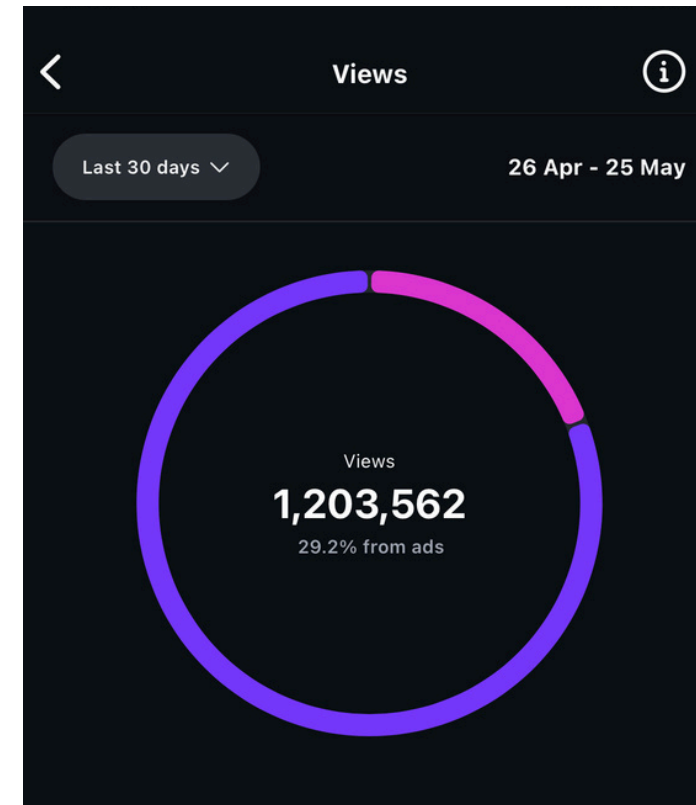 Views
Last 30 days
26 Apr - 25 May
Views
1,203,562
29.2% from ads